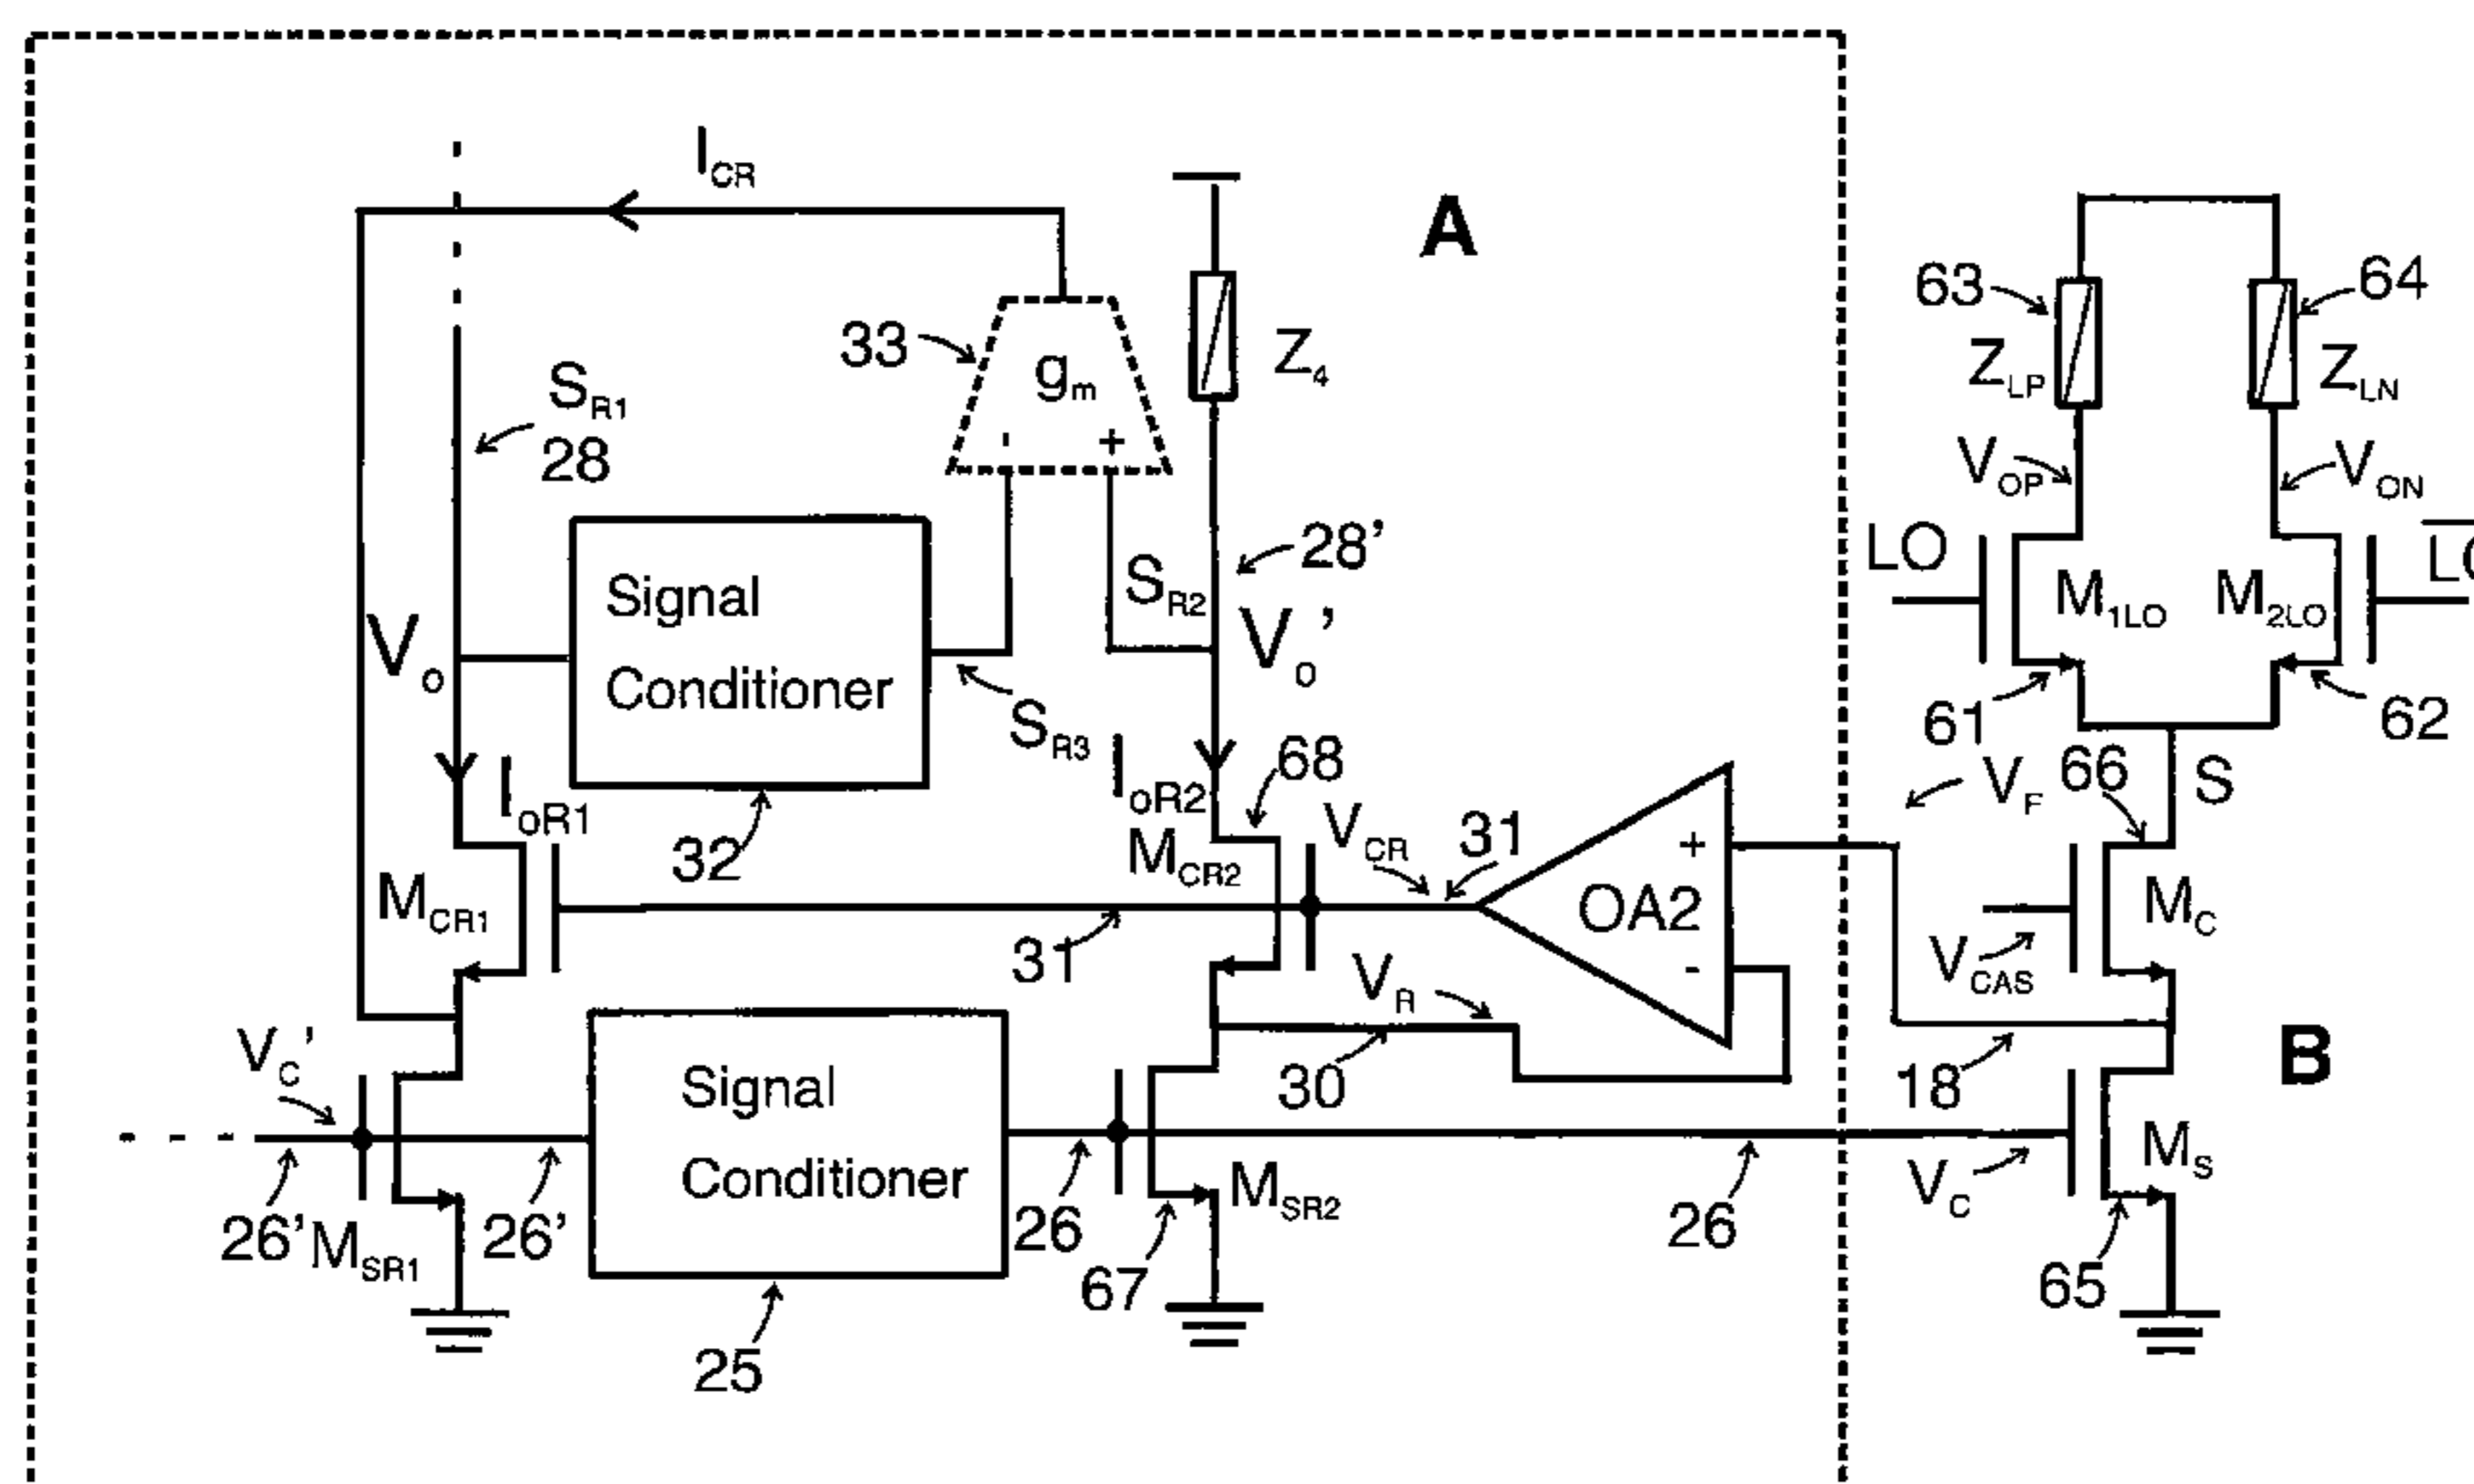 I_CR
A
33
g_m
- +
Z_4
63
64
Z_LP
Z_LN
S_R1
28
V_OP
V_ON
28'
LO
M_1LO
M_2LO
Signal
Conditioner
S_R2
V_o
V_o'
S_R3
61
62
I_oR1
32
I_oR2
68
V_F
66
S
M_CR2
V_CR
31
+
OA2
-
M_CR1
31
M_C
V_CAS
V_R
30
18
B
V_C'
Signal
Conditioner
26'
M_SR1
26'
25
26
67
M_SR2
26
V_C
M_S
65